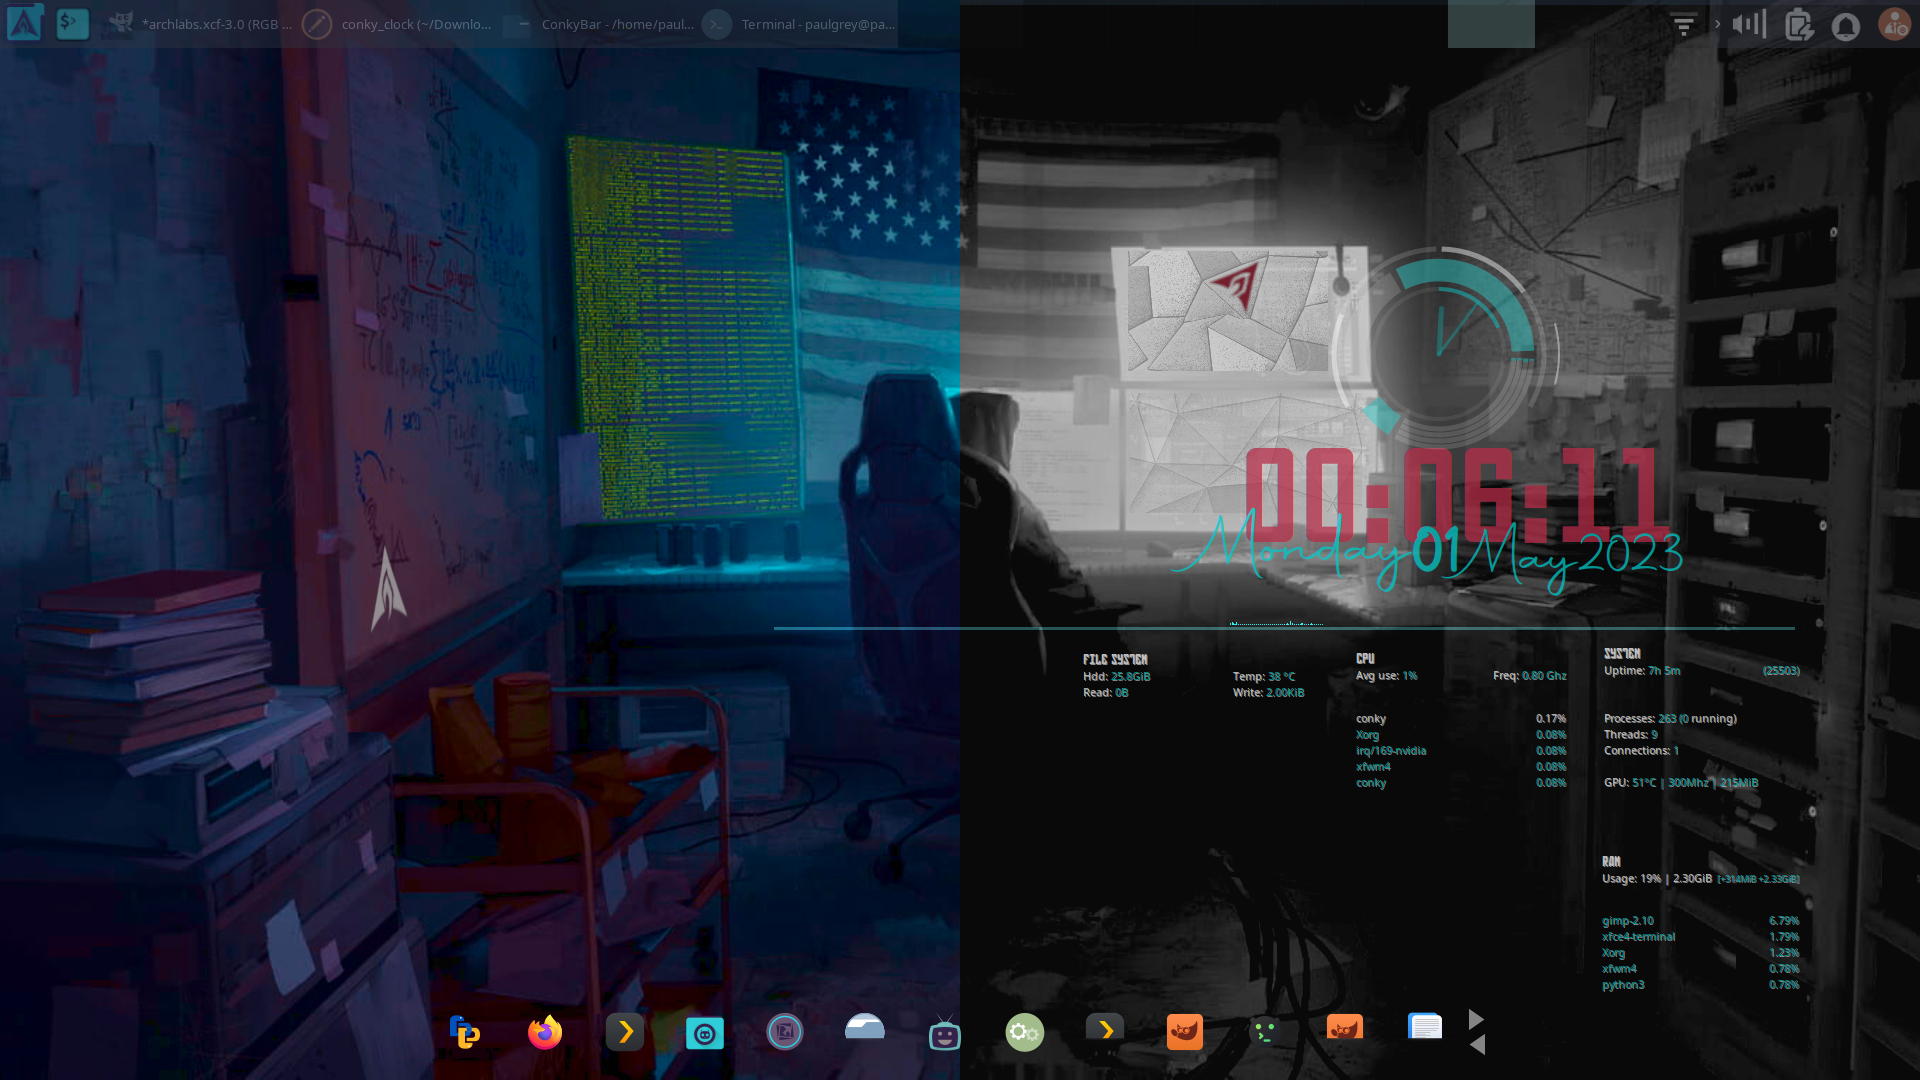 *archlabs.xcf-3.0 (RGB ...
conky_clock (~/Downlo...
ConkyBar - /home/paul...
Terminal - paulgrey@pa...
00:06:11
Monday 01 May 2023
FILE SYSTEM
Hdd: 25.8GiB Temp: 38 °C
Read: 0B Write: 2.00KiB
CPU
Avg use: 1% Freq: 0.80 Ghz
conky 0.17%
Xorg 0.08%
irq/169-nvidia 0.08%
xfwm4 0.08%
conky 0.08%
SYSTEM
Uptime: 7h 5m (25503)
Processes: 263 (0 running)
Threads: 9
Connections: 1
GPU: 51°C | 300Mhz | 215MiB
RAM
Usage: 19% | 2.30GiB [+314MiB +2.33GiB]
gimp-2.10 6.79%
xfce4-terminal 1.79%
Xorg 1.23%
xfwm4 0.78%
python3 0.78%